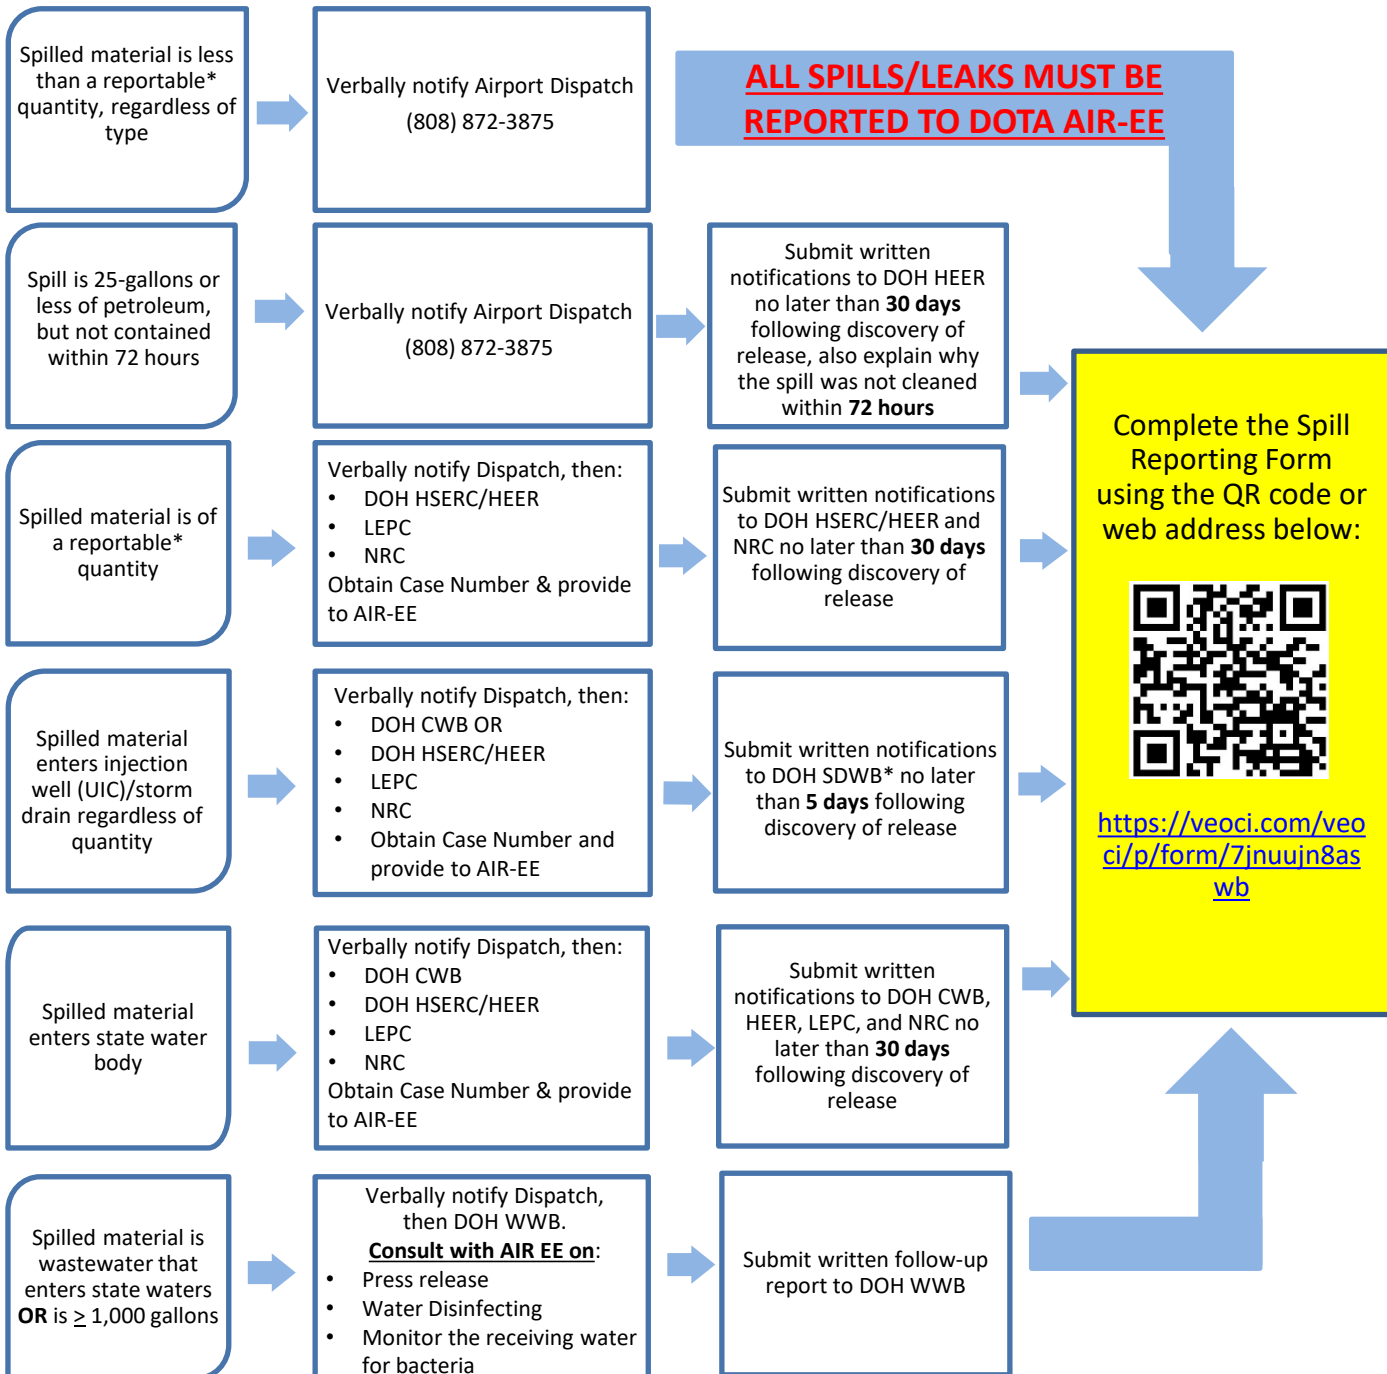 Spilled material is less
than a reportable*
quantity, regardless of
type
Verbally notify Airport Dispatch
(808) 872-3875
ALL SPILLS/LEAKS MUST BE
REPORTED TO DOTA AIR-EE
Spill is 25-gallons or
less of petroleum,
but not contained
within 72 hours
Verbally notify Airport Dispatch
(808) 872-3875
Submit written
notifications to DOH HEER
no later than 30 days
following discovery of
release, also explain why
the spill was not cleaned
within 72 hours
Spilled material is of
a reportable*
quantity
Verbally notify Dispatch, then:
• DOH HSERC/HEER
• LEPC
• NRC
Obtain Case Number & provide
to AIR-EE
Submit written notifications
to DOH HSERC/HEER and
NRC no later than 30 days
following discovery of
release
Spilled material
enters injection
well (UIC)/storm
drain regardless of
quantity
Verbally notify Dispatch, then:
• DOH CWB OR
• DOH HSERC/HEER
• LEPC
• NRC
• Obtain Case Number and
provide to AIR-EE
Submit written notifications
to DOH SDWB* no later
than 5 days following
discovery of release
Spilled material
enters state water
body
Verbally notify Dispatch, then:
• DOH CWB
• DOH HSERC/HEER
• LEPC
• NRC
Obtain Case Number & provide
to AIR-EE
Submit written
notifications to DOH CWB,
HEER, LEPC, and NRC no
later than 30 days
following discovery of
release
Spilled material is
wastewater that
enters state waters
OR is ≥ 1,000 gallons
Verbally notify Dispatch,
then DOH WWB.
Consult with AIR EE on:
• Press release
• Water Disinfecting
• Monitor the receiving water
for bacteria
Submit written follow-up
report to DOH WWB
Complete the Spill
Reporting Form
using the QR code or
web address below:
https://veoci.com/veo
ci/p/form/7jnuujn8as
wb